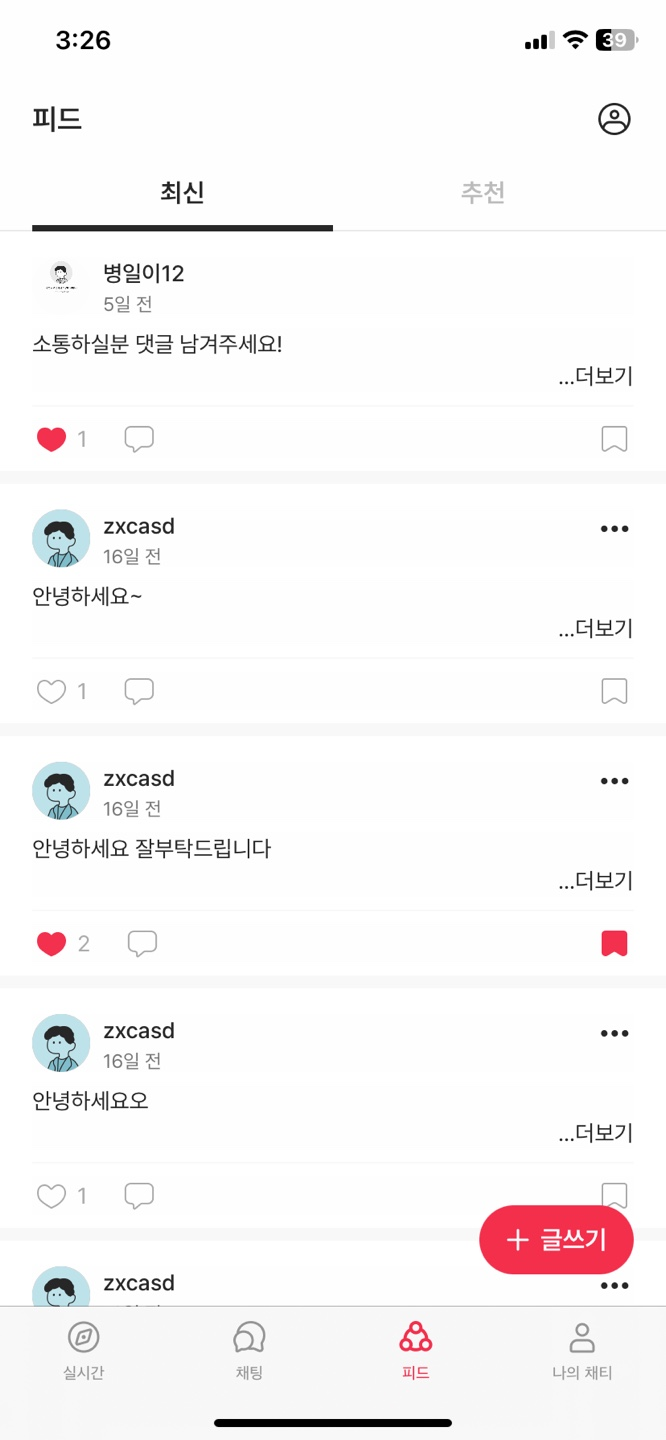 3:26
39
피드
최신
추천
병일이12
5일 전
소통하실분 댓글 남겨주세요!
...더보기
1
zxcasd
16일 전
안녕하세요~
...더보기
1
zxcasd
16일 전
안녕하세요 잘부탁드립니다
...더보기
2
zxcasd
16일 전
안녕하세요오
...더보기
1
+ 글쓰기
zxcasd
실시간
채팅
피드
나의 채티